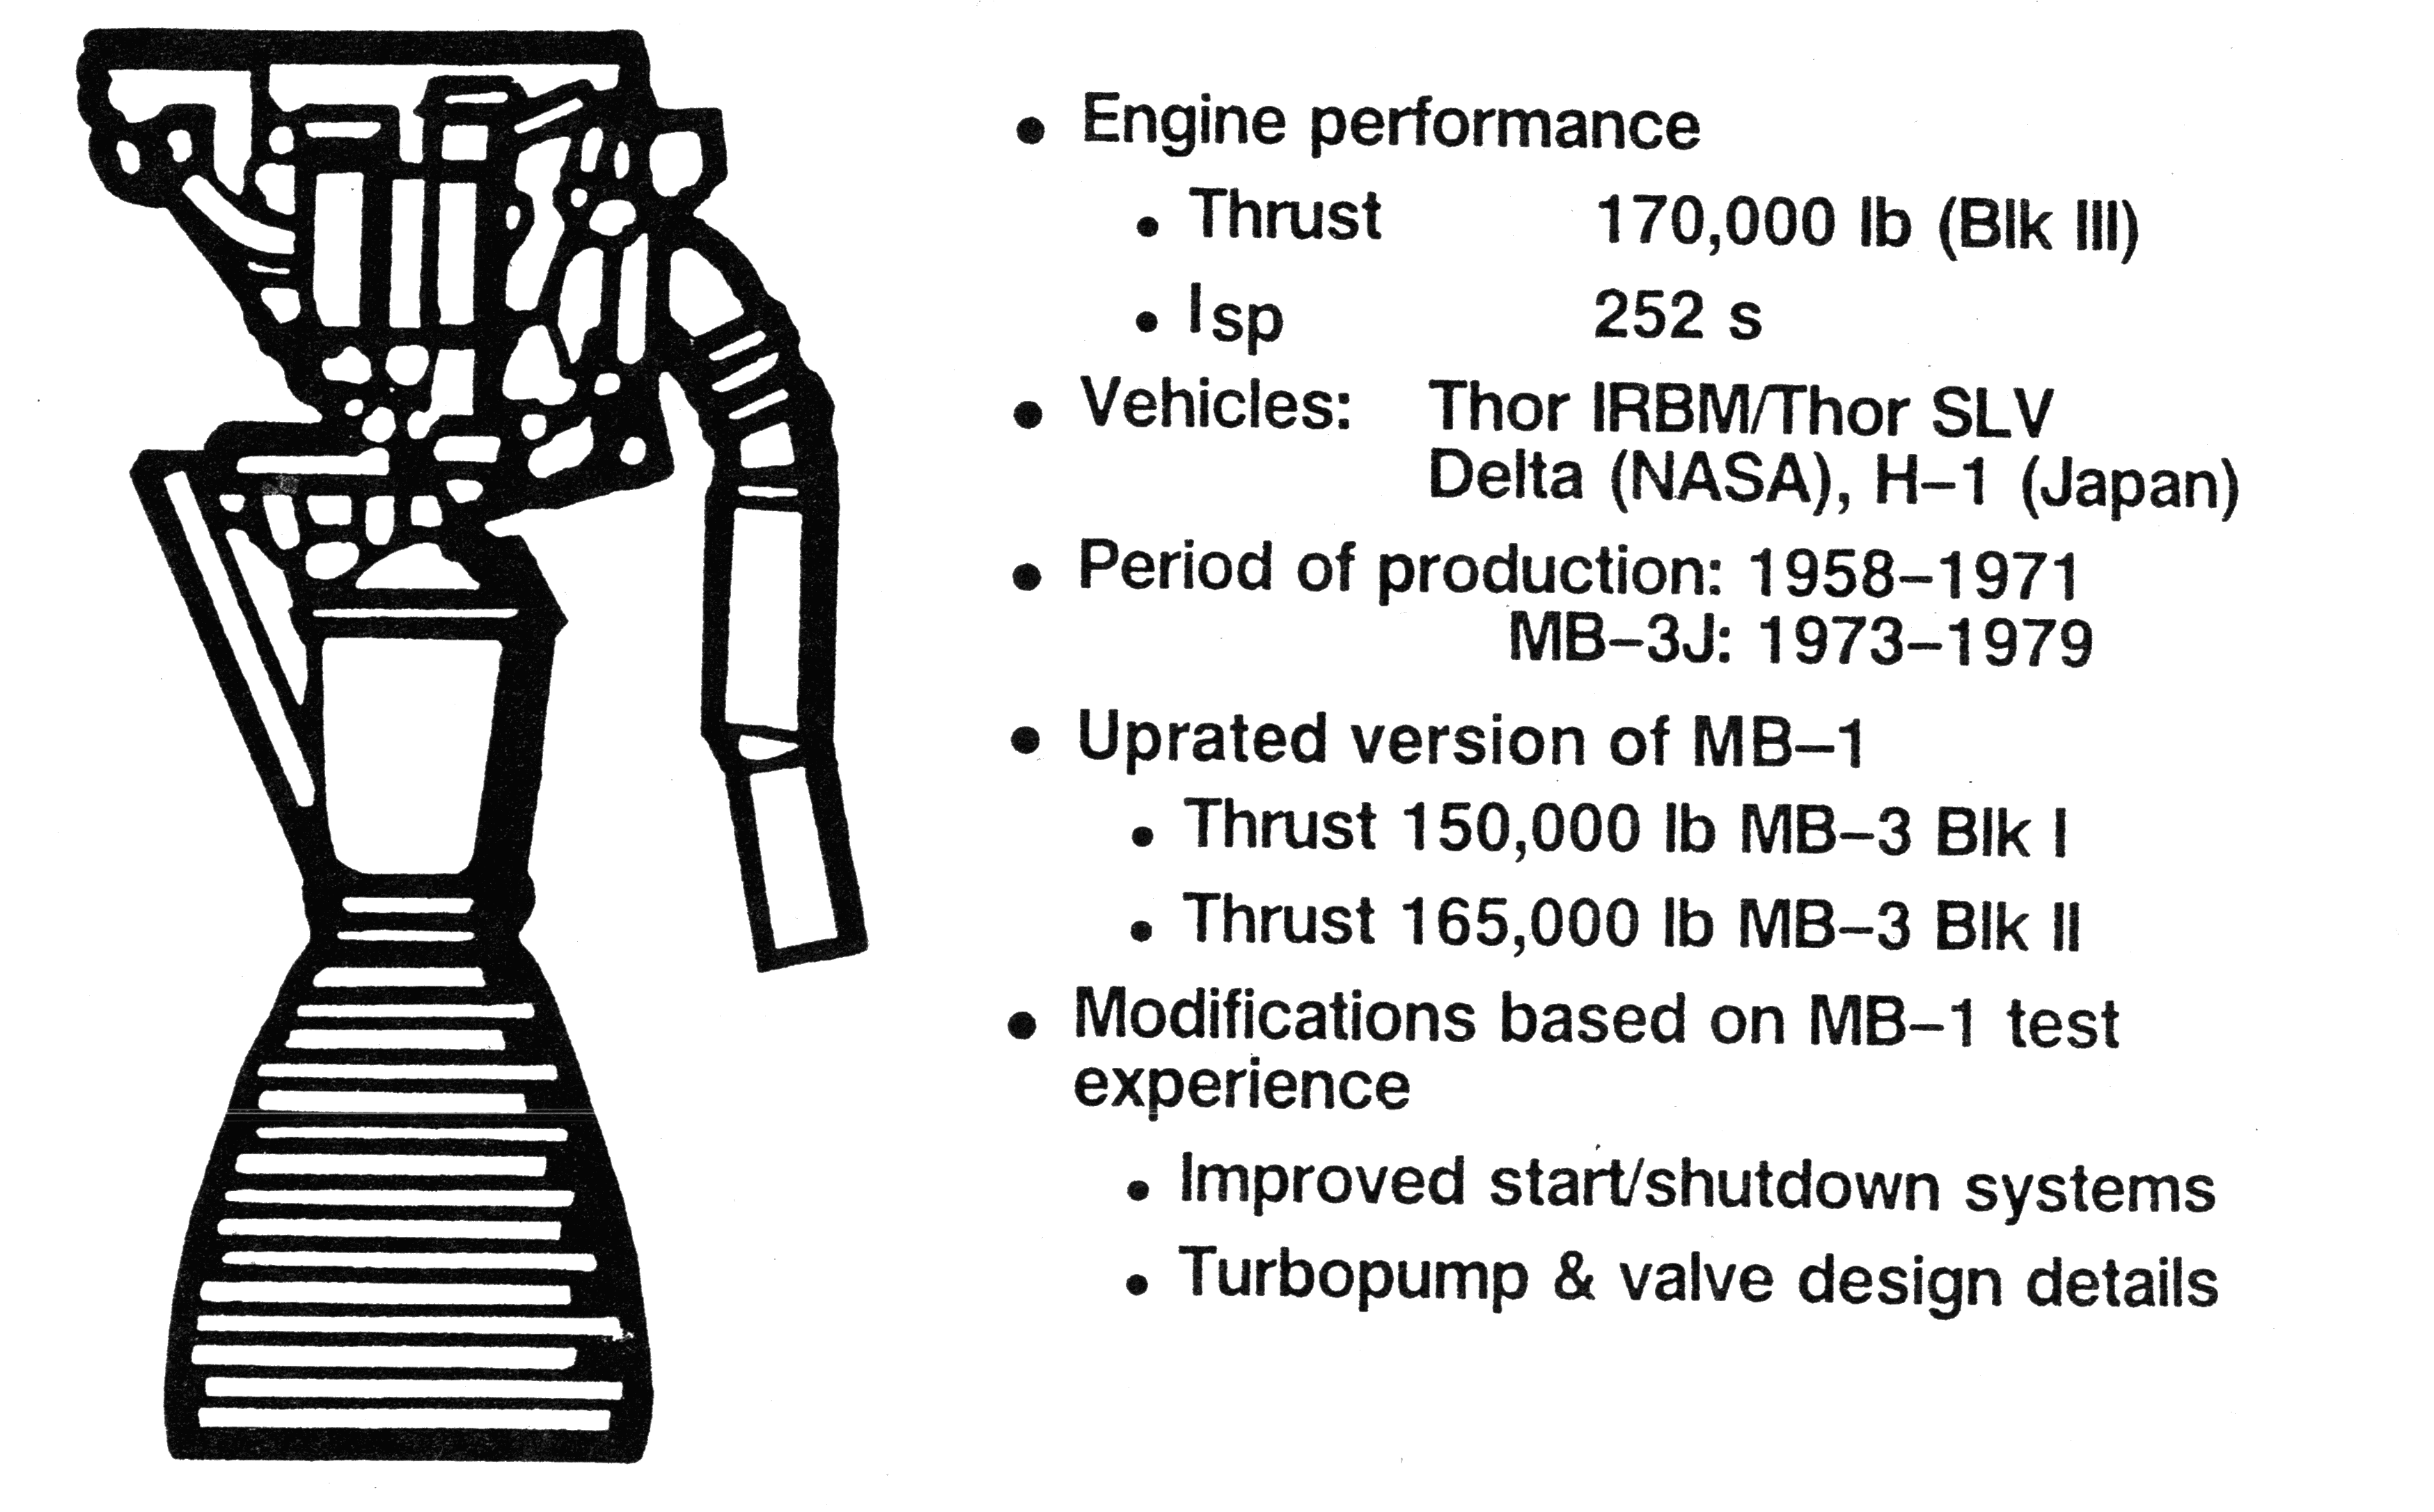 • Engine performance
• Thrust 170,000 lb (Blk III)
• Isp 252 s
• Vehicles: Thor IRBM/Thor SLV
Delta (NASA), H–1 (Japan)
• Period of production: 1958–1971
MB–3J: 1973–1979
• Uprated version of MB–1
• Thrust 150,000 lb MB–3 Blk I
• Thrust 165,000 lb MB–3 Blk II
• Modifications based on MB–1 test
experience
• Improved start/shutdown systems
• Turbopump & valve design details